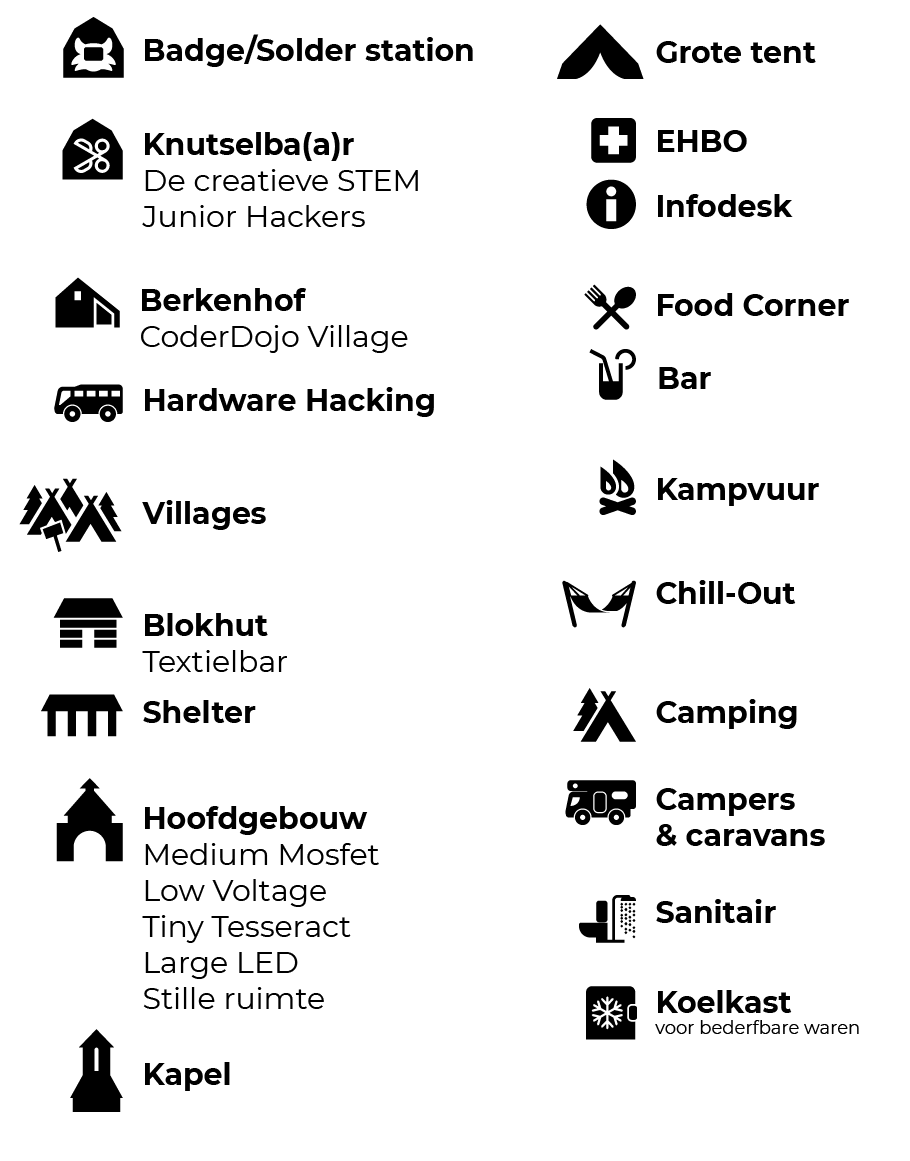 Badge/Solder station
Knutselba(a)r
De creatieve STEM
Junior Hackers
Berkenhof
CoderDojo Village
Hardware Hacking
Villages
Blokhut
Textielbar
Shelter
Hoofdgebouw
Medium Mosfet
Low Voltage
Tiny Tesseract
Large LED
Stille ruimte
Kapel
Grote tent
EHBO
Infodesk
Food Corner
Bar
Kampvuur
Chill-Out
Camping
Campers
& caravans
Sanitair
Koelkast
voor bederfbare waren